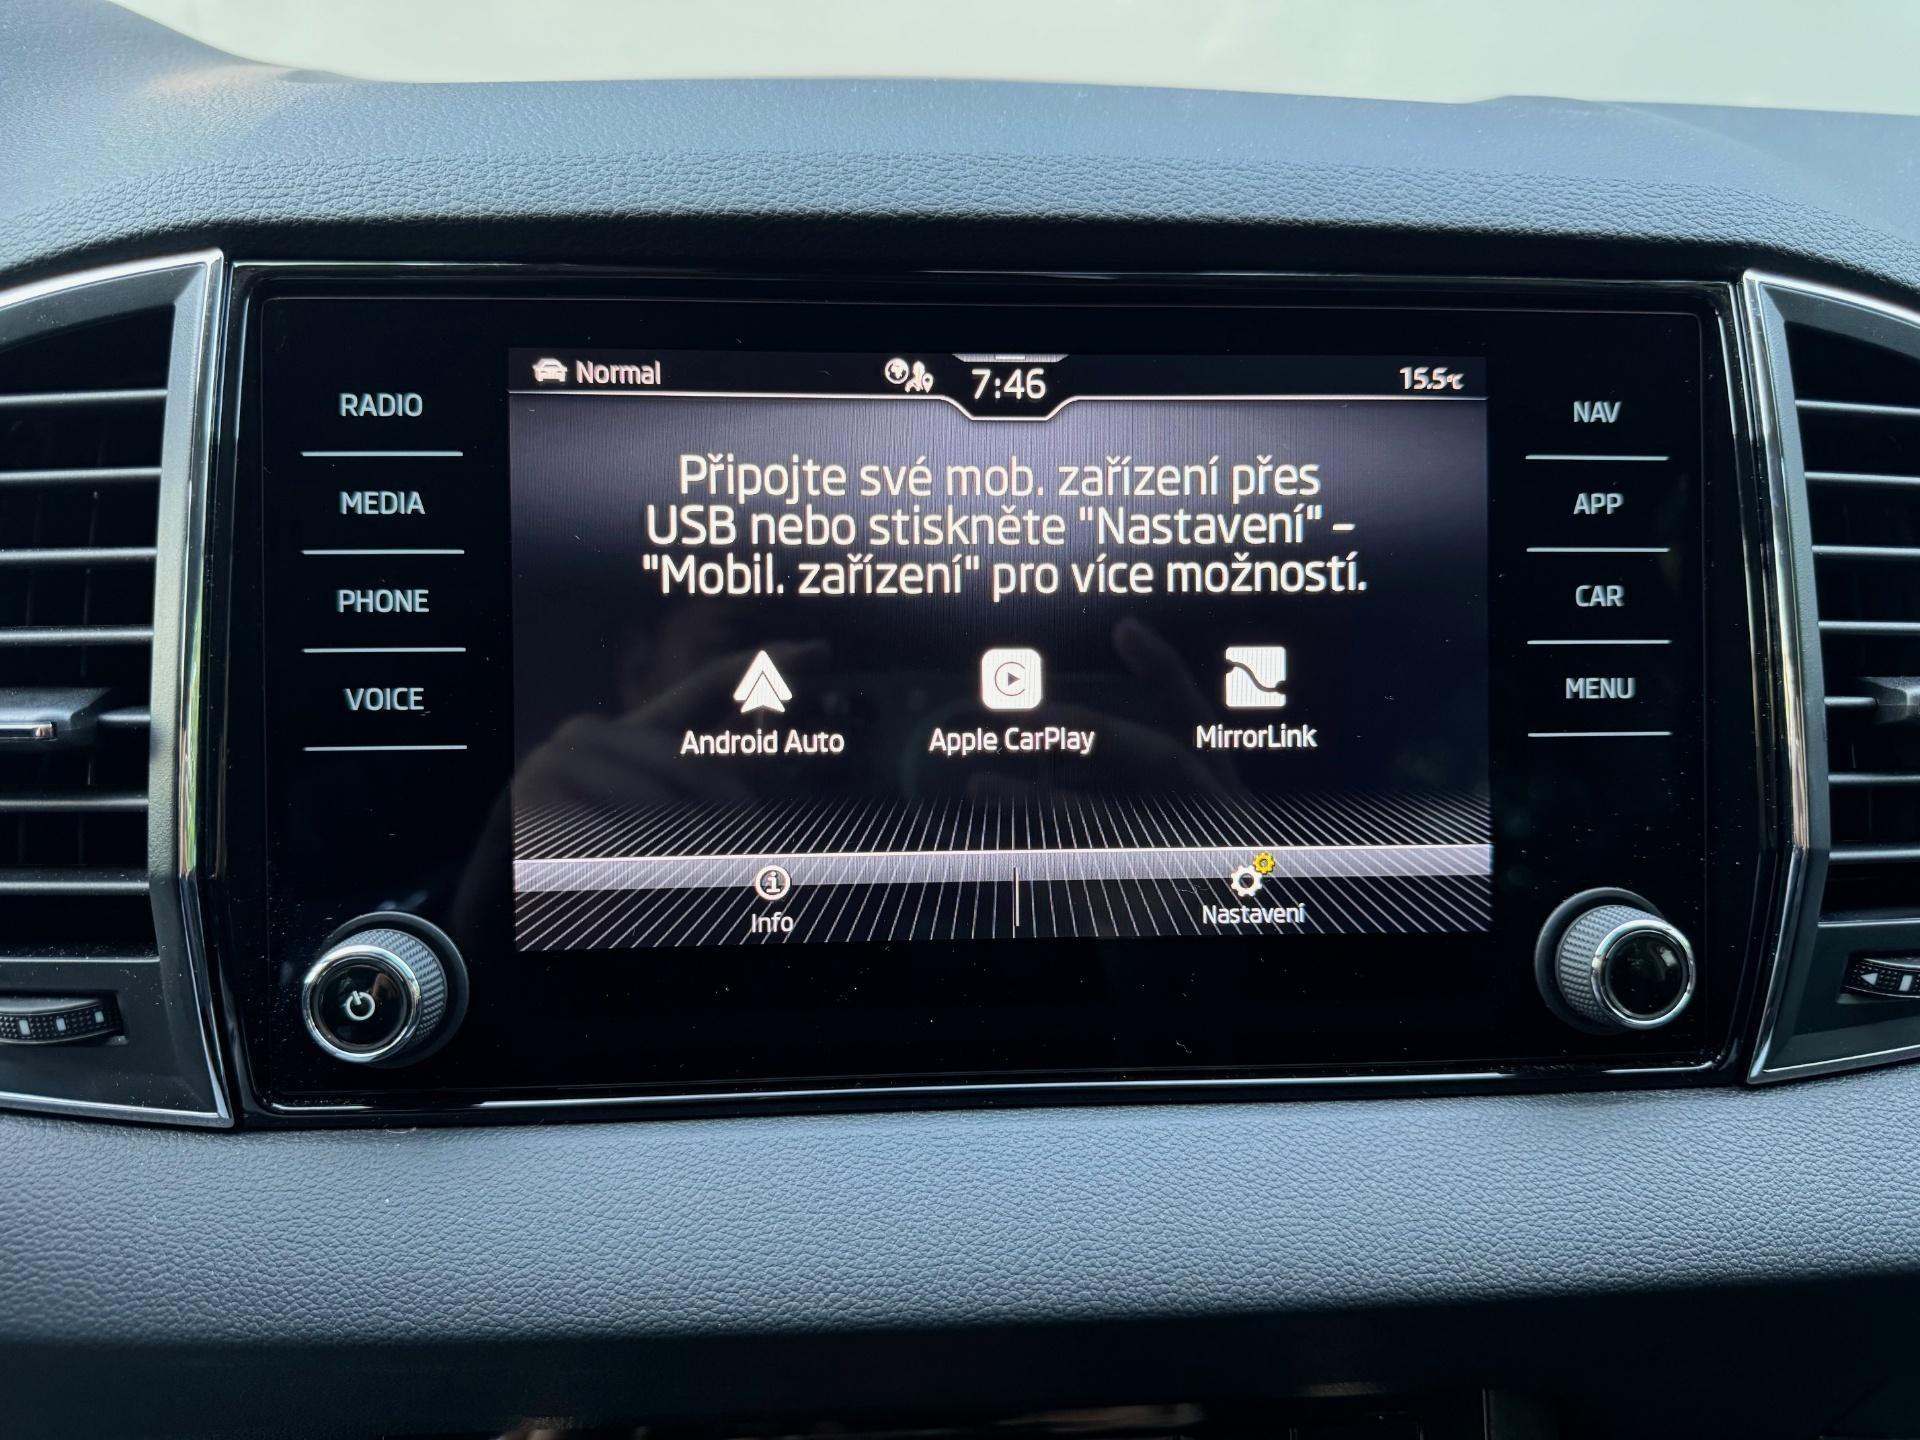 Normal
7:46
15.5°C
RADIO
MEDIA
PHONE
VOICE
Připojte své mob. zařízení přes
USB nebo stiskněte "Nastavení" –
"Mobil. zařízení" pro více možností.
Android Auto
Apple CarPlay
MirrorLink
Info
Nastavení
NAV
APP
CAR
MENU